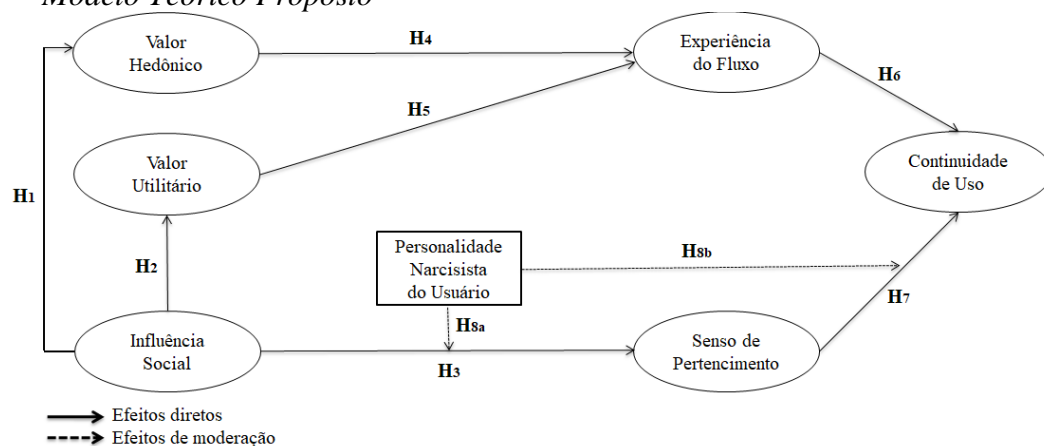 Modelo Teórico Proposto
Valor
Hedônico
H4
Experiência
do Fluxo
H6
H5
Valor
Utilitário
Continuidade
de Uso
H1
H2
Personalidade
Narcisista
do Usuário
H8b
H7
H8a
Influência
Social
H3
Senso de
Pertencimento
Efeitos diretos
Efeitos de moderação